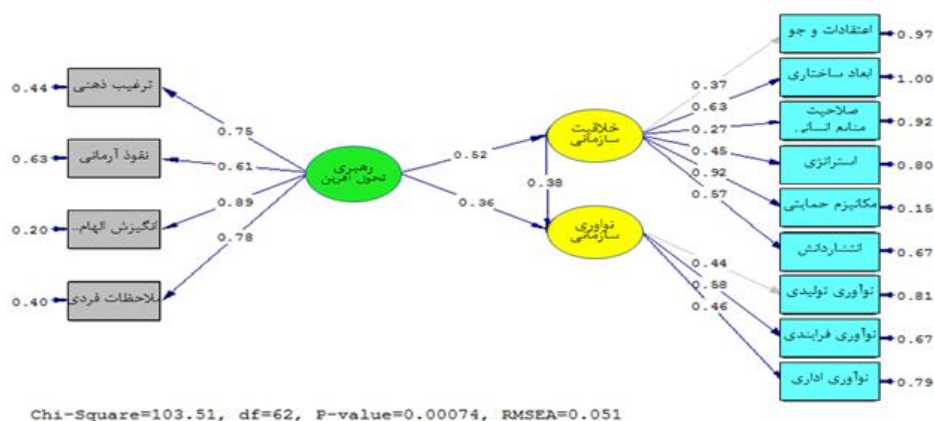 اعتقادات و جو
0.97
0.37
ترغیب ذهنی
0.44
0.75
ابعاد ساختاری
1.00
0.63
صلاحیت
منابع انسانی
0.92
0.27
خلاقیت
سازمانی
نفوذ آرمانی
0.63
0.61
رهبری
تحول آفرین
0.52
استراتژی
0.80
0.45
0.38
0.36
مکانیزم حمایتی
0.15
0.92
انگیزش الهام..
0.20
0.89
نوآوری
سازمانی
انتشاردانش
0.67
0.57
ملاحظات فردی
0.40
0.78
نوآوری تولیدی
0.81
0.44
نوآوری فرایندی
0.67
0.58
نوآوری اداری
0.79
0.46
Chi-Square=103.51, df=62, P-value=0.00074, RMSEA=0.051